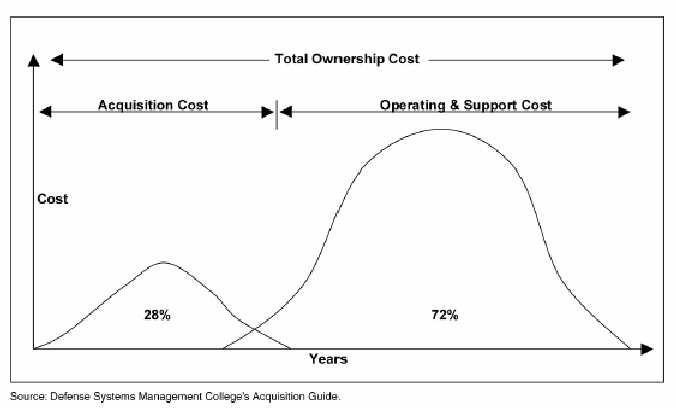 Total Ownership Cost
Acquisition Cost
Operating & Support Cost
Cost
28%
72%
Years
Source: Defense Systems Management College's Acquisition Guide.